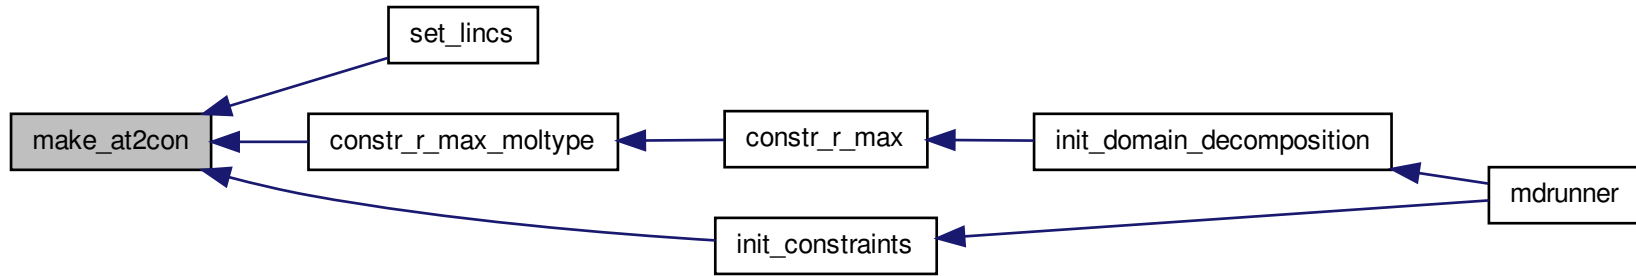 set_lincs
make_at2con
constr_r_max_moltype
constr_r_max
init_domain_decomposition
mdrunner
init_constraints